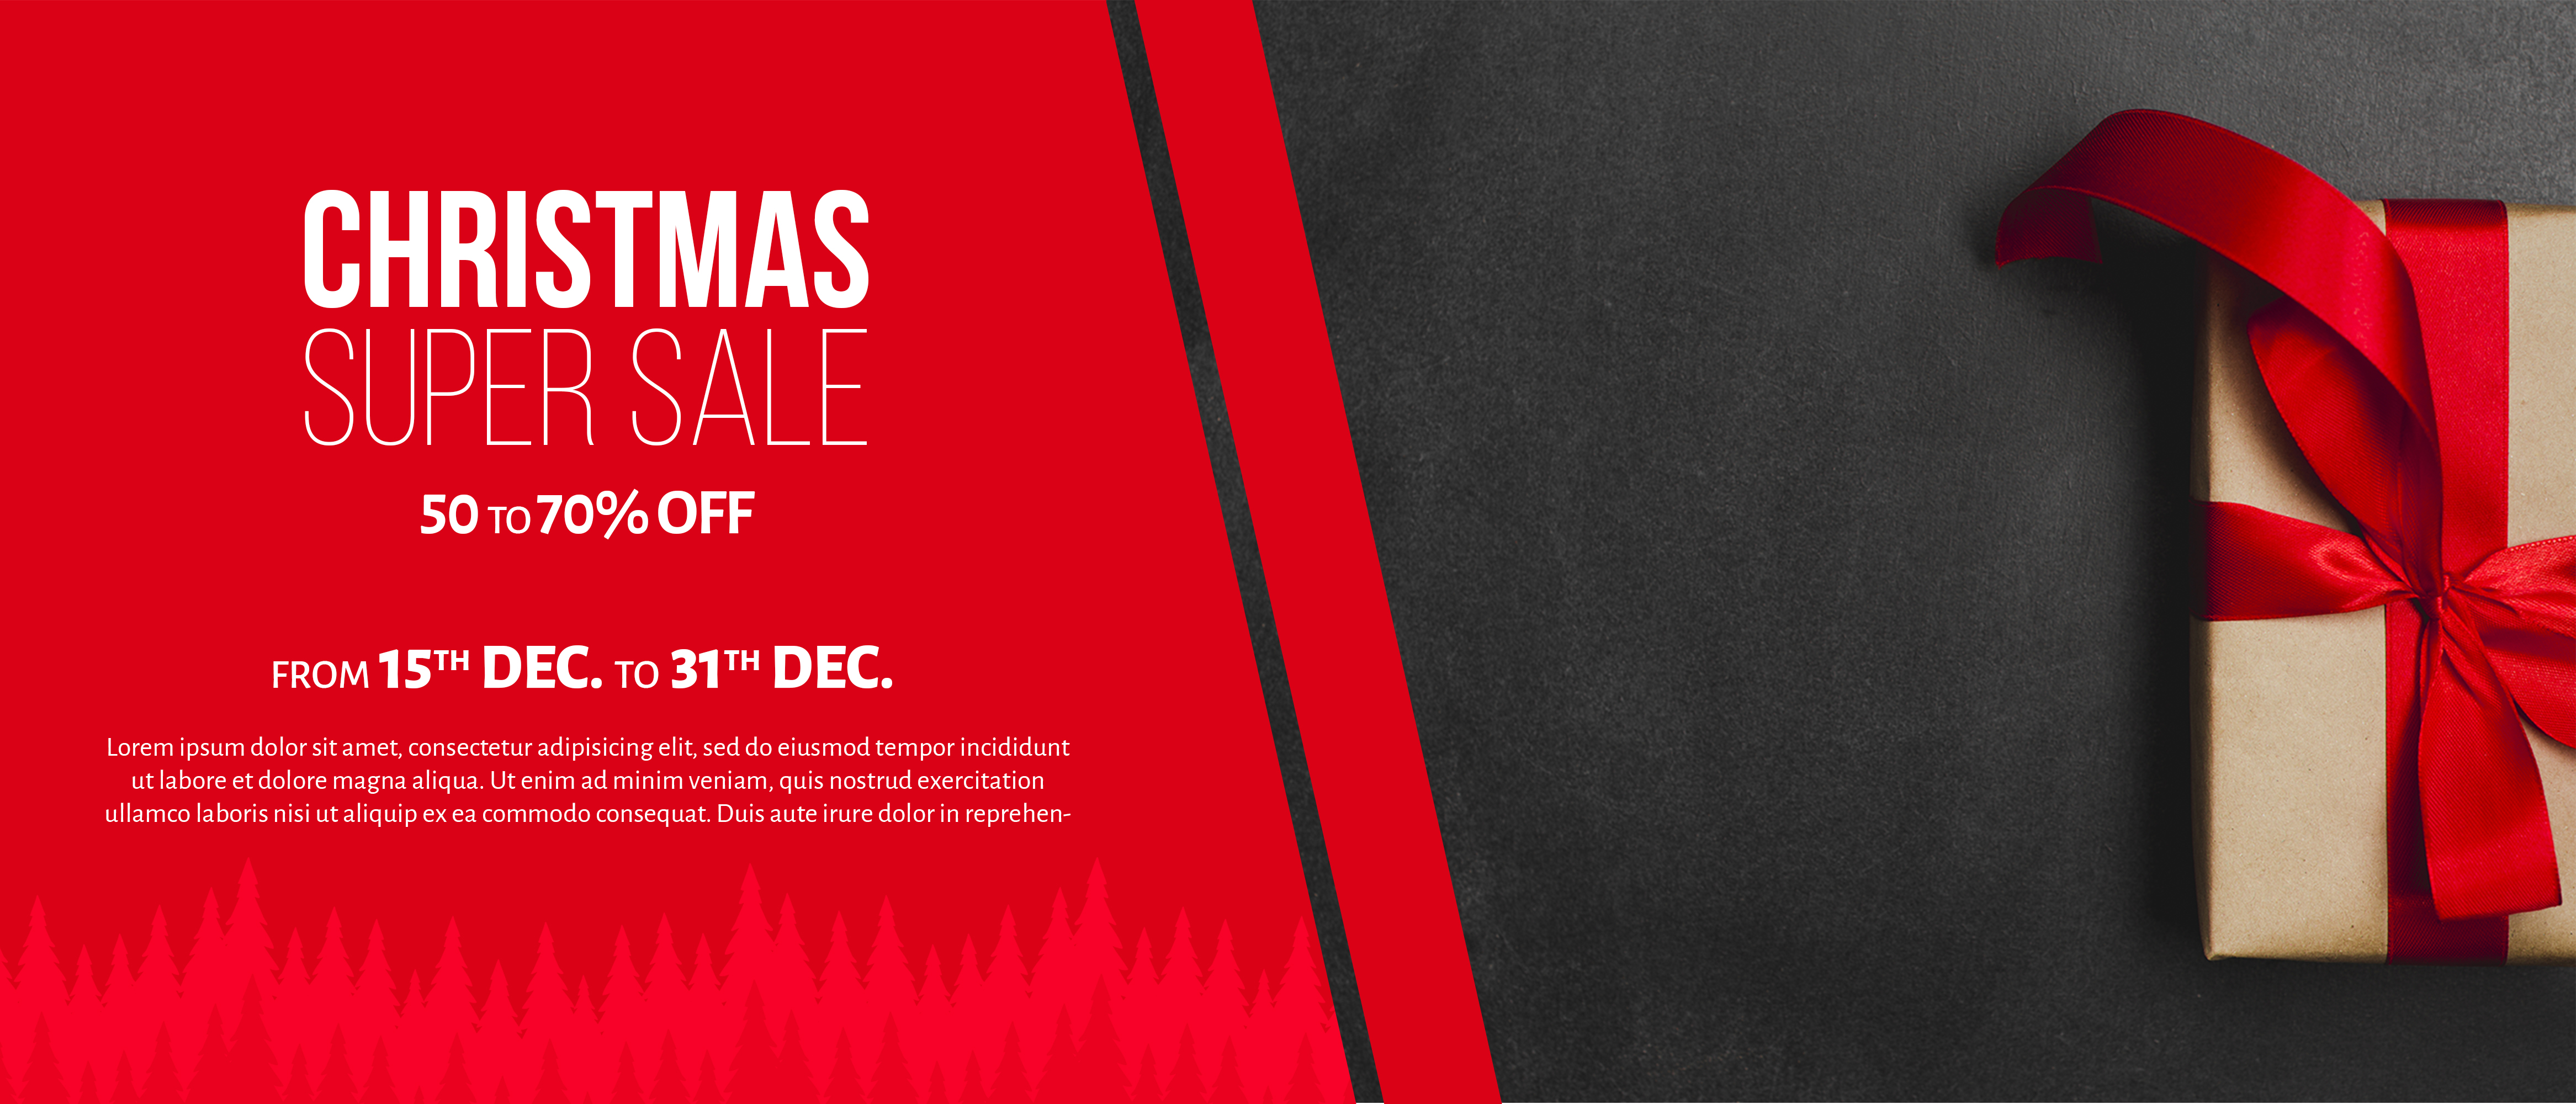 CHRISTMAS
SUPER SALE
50 TO 70% OFF
FROM 15TH DEC. TO 31TH DEC.
Lorem ipsum dolor sit amet, consectetur adipisicing elit, sed do eiusmod tempor incididunt
ut labore et dolore magna aliqua. Ut enim ad minim veniam, quis nostrud exercitation
ullamco laboris nisi ut aliquip ex ea commodo consequat. Duis aute irure dolor in reprehen-